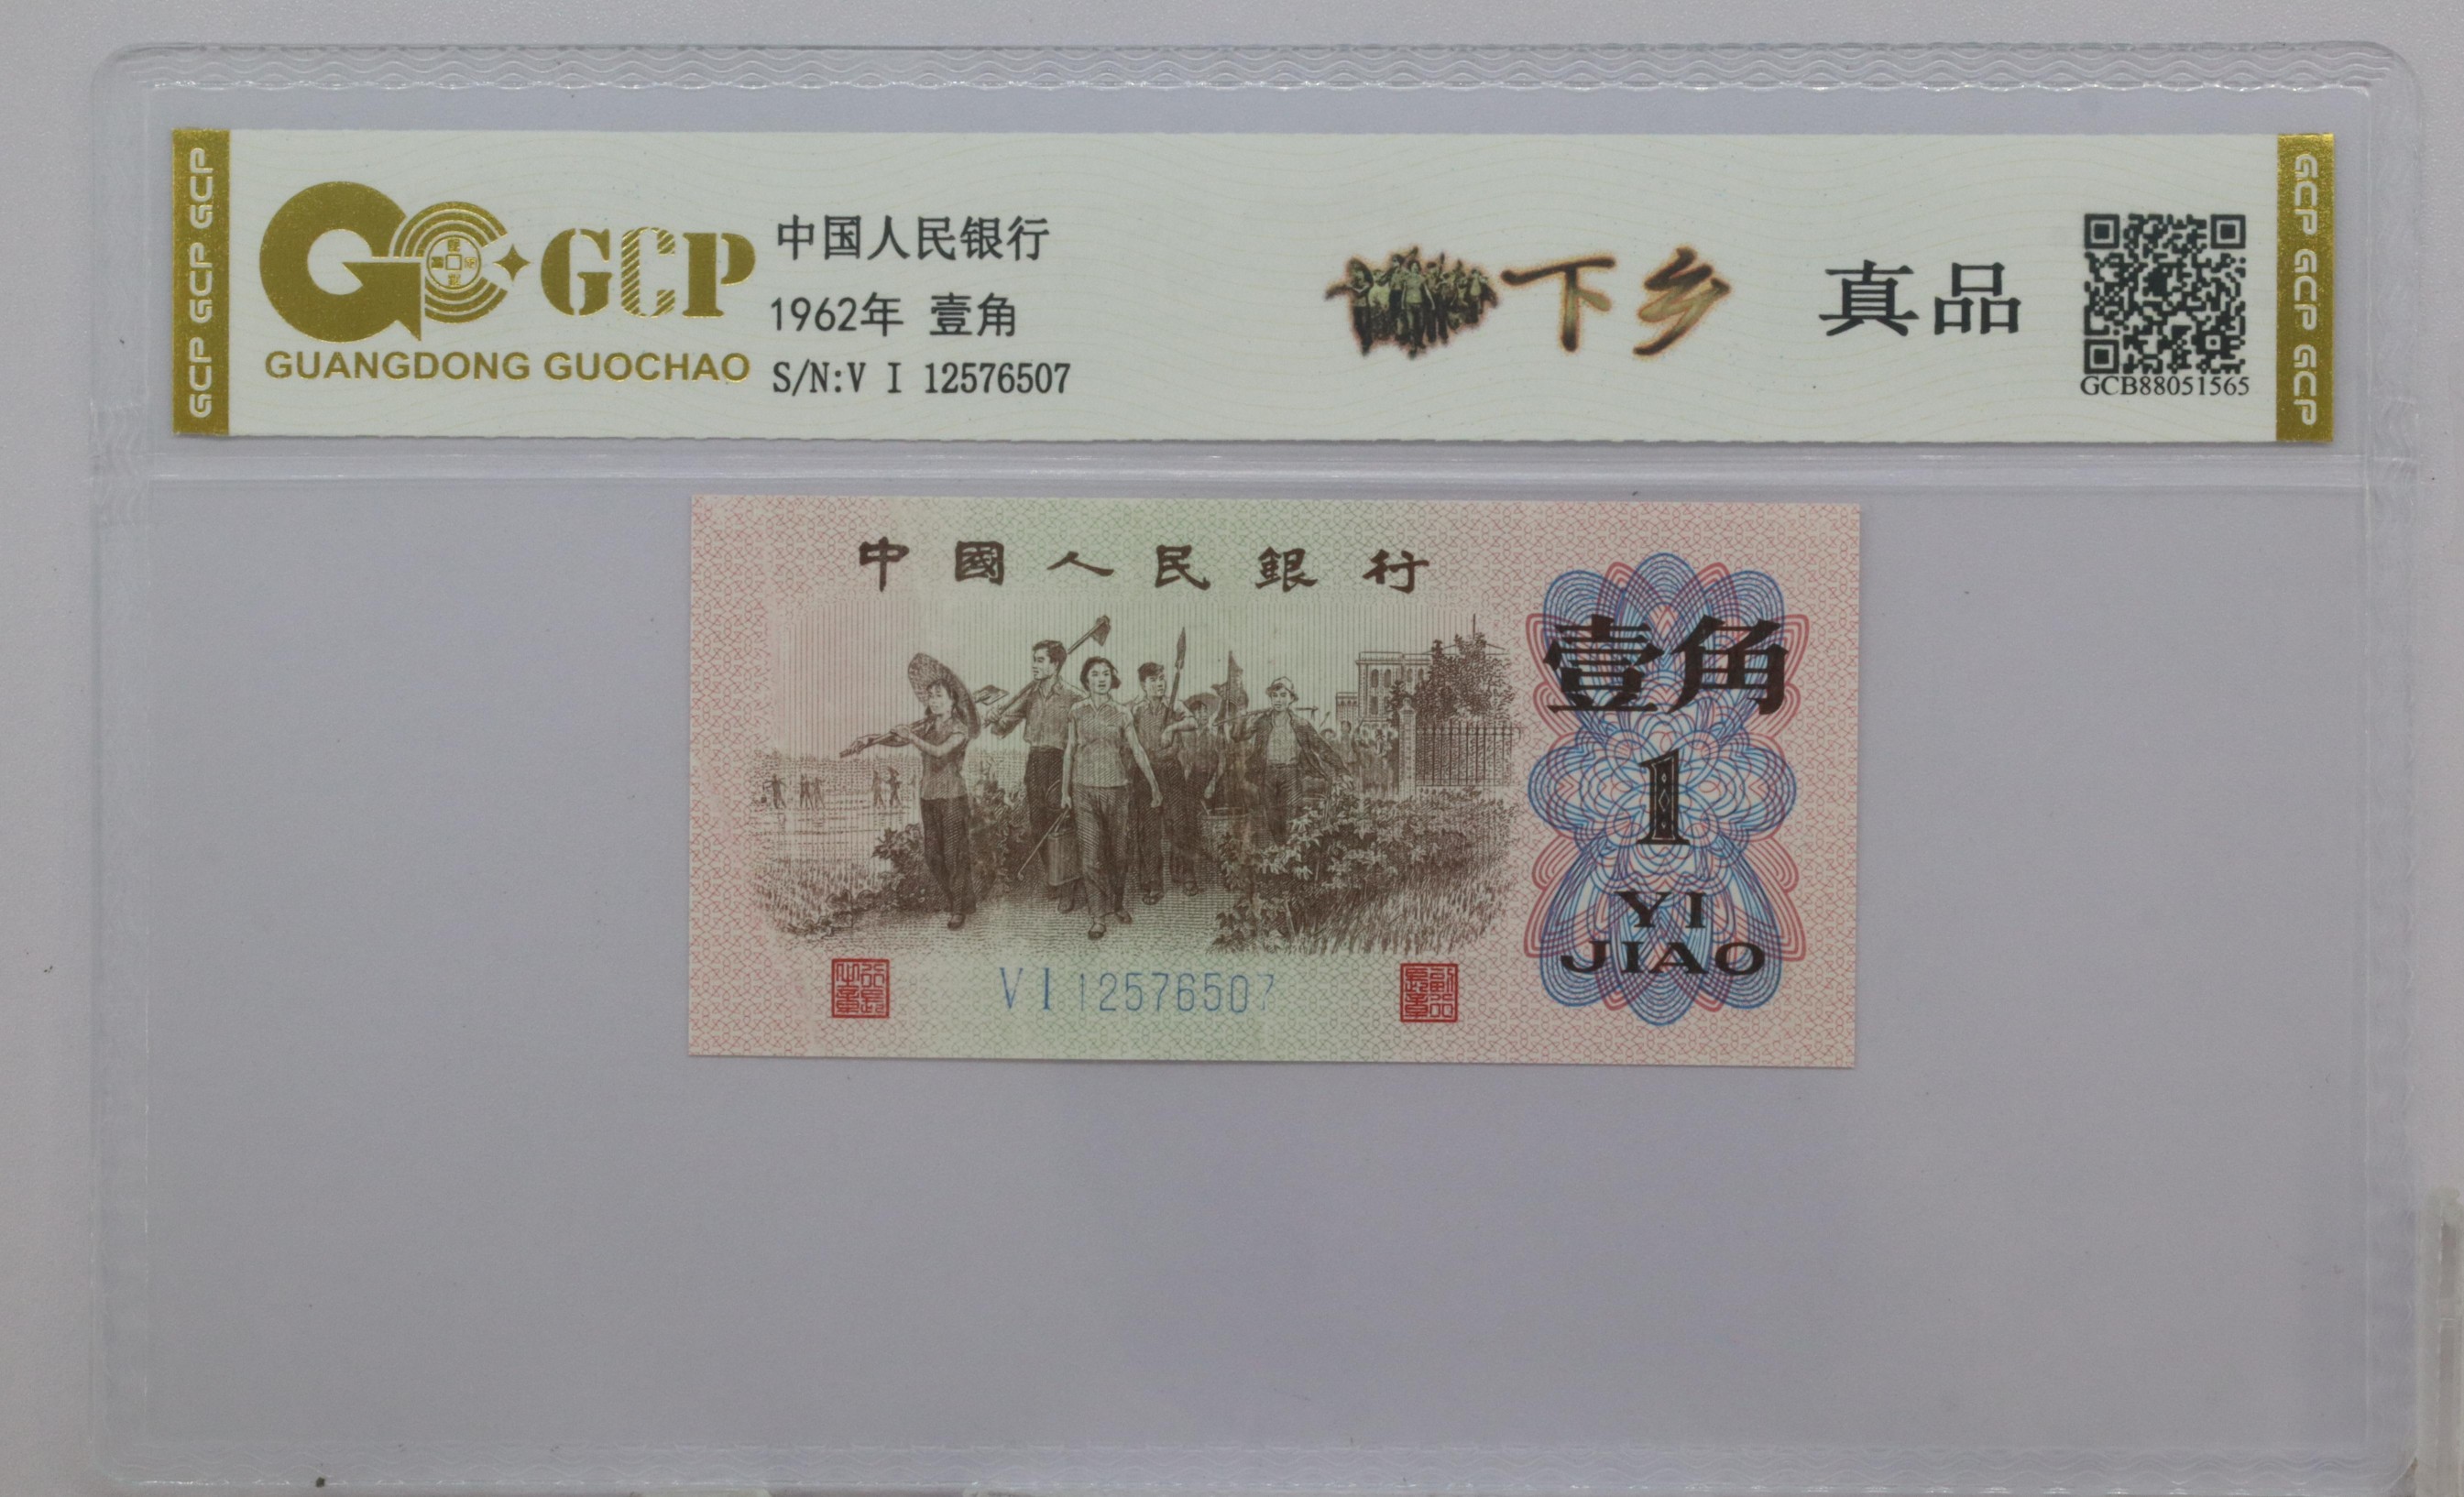 GCP GCP GCP
GCP
GUANGDONG GUOCHAO
中国人民银行
1962年 壹角
S/N:V I 12576507
下乡
真品
GCB88051565
GCP GCP GCP
中國人民銀行
壹角
1
YI
JIAO
V I 12576507